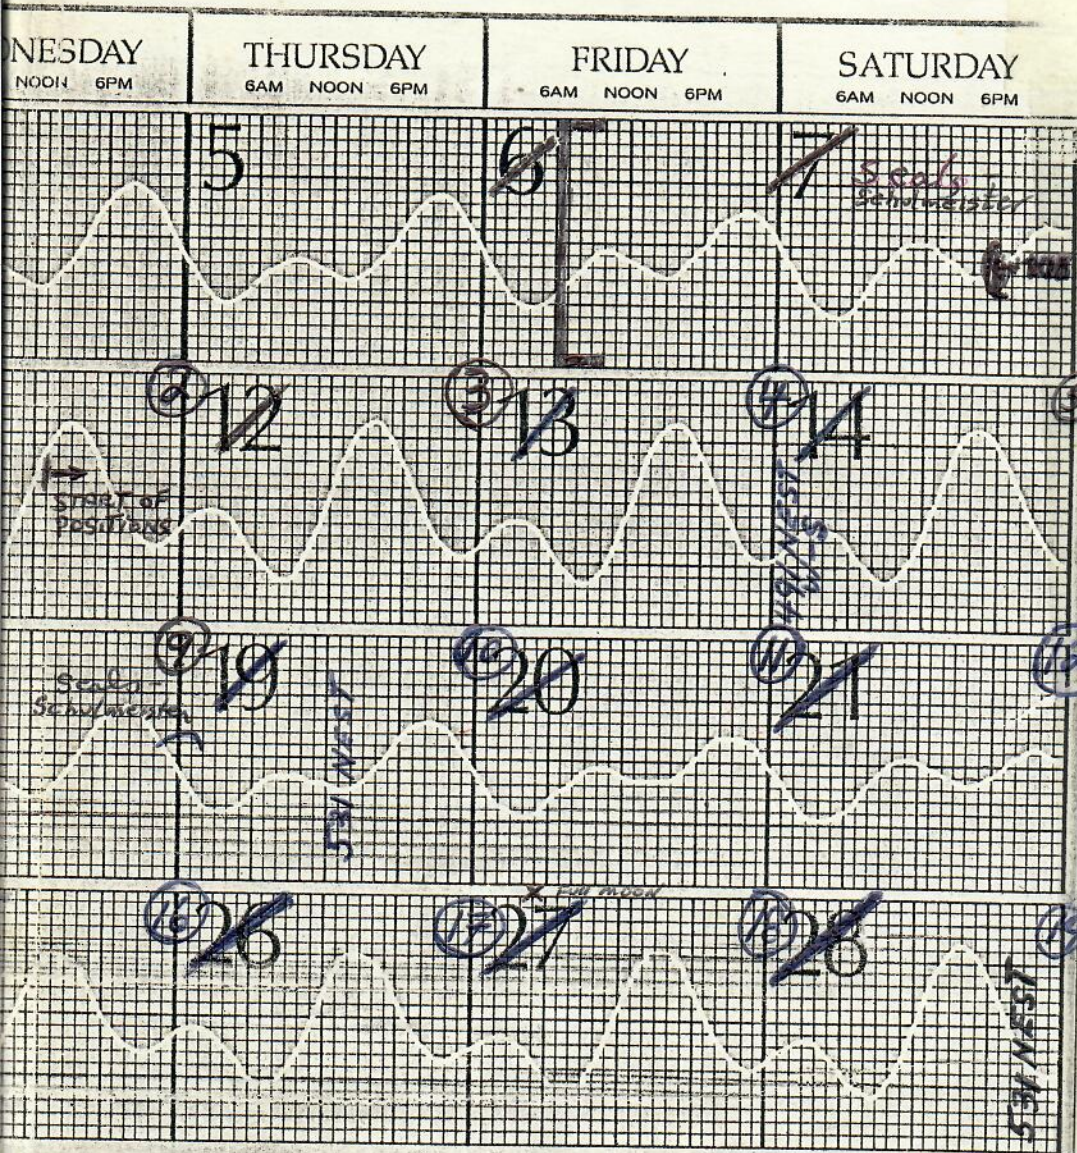 NESDAY THURSDAY FRIDAY SATURDAY
NOON 6PM 6AM NOON 6PM 6AM NOON 6PM 6AM NOON 6PM
5 6 7
Seals
Schulmeister
2 12 3 13 4 14
START OF
POSITIONS
NEST
9 19 10 20 11 21
Seals -
Schulmeister
531 NEST
X FULL MOON
16 26 17 27 18 28 19
531 NEST